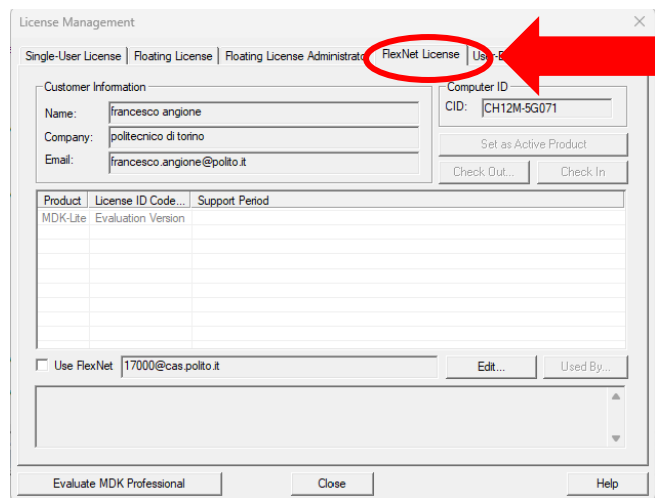 License Management
Single-User License | Floating License | Floating License Administrato | FlexNet License | User-B
Customer Information
Name: francesco angione
Company: politecnico di torino
Email: francesco.angione@polito.it
Computer ID
CID: CH12M-5G071
Set as Active Product
Check Out... Check In
Product License ID Code... Support Period
MDK-Lite Evaluation Version
Use FlexNet 17000@cas.polito.it Edit... Used By...
Evaluate MDK Professional Close Help